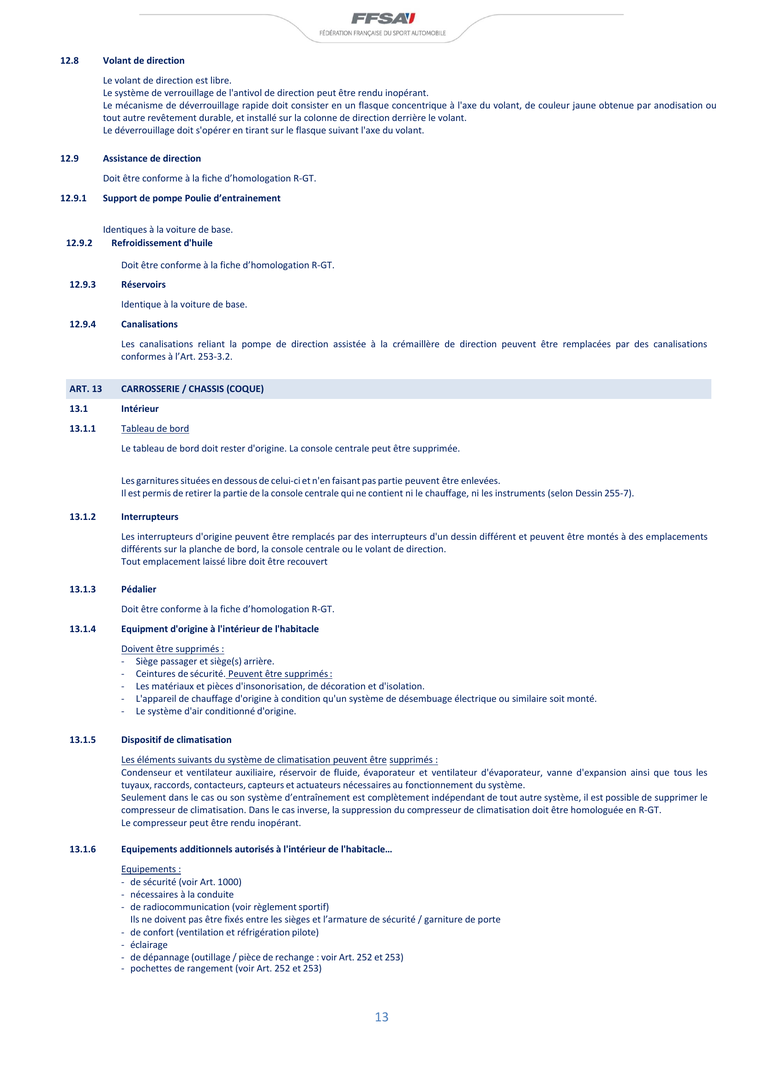 FFSA
FÉDÉRATION FRANÇAISE DU SPORT AUTOMOBILE
12.8 Volant de direction
Le volant de direction est libre.
Le système de verrouillage de l'antivol de direction peut être rendu inopérant.
Le mécanisme de déverrouillage rapide doit consister en un flasque concentrique à l'axe du volant, de couleur jaune obtenue par anodisation ou
tout autre revêtement durable, et installé sur la colonne de direction derrière le volant.
Le déverrouillage doit s'opérer en tirant sur le flasque suivant l'axe du volant.
12.9 Assistance de direction
Doit être conforme à la fiche d’homologation R-GT.
12.9.1 Support de pompe Poulie d’entrainement
Identiques à la voiture de base.
12.9.2 Refroidissement d'huile
Doit être conforme à la fiche d’homologation R-GT.
12.9.3 Réservoirs
Identique à la voiture de base.
12.9.4 Canalisations
Les canalisations reliant la pompe de direction assistée à la crémaillère de direction peuvent être remplacées par des canalisations
conformes à l’Art. 253-3.2.
ART. 13 CARROSSERIE / CHASSIS (COQUE)
13.1 Intérieur
13.1.1 Tableau de bord
Le tableau de bord doit rester d'origine. La console centrale peut être supprimée.
Les garnitures situées en dessous de celui-ci et n'en faisant pas partie peuvent être enlevées.
Il est permis de retirer la partie de la console centrale qui ne contient ni le chauffage, ni les instruments (selon Dessin 255-7).
13.1.2 Interrupteurs
Les interrupteurs d'origine peuvent être remplacés par des interrupteurs d'un dessin différent et peuvent être montés à des emplacements
différents sur la planche de bord, la console centrale ou le volant de direction.
Tout emplacement laissé libre doit être recouvert
13.1.3 Pédalier
Doit être conforme à la fiche d’homologation R-GT.
13.1.4 Equipment d'origine à l'intérieur de l'habitacle
Doivent être supprimés :
- Siège passager et siège(s) arrière.
- Ceintures de sécurité. Peuvent être supprimés :
- Les matériaux et pièces d'insonorisation, de décoration et d'isolation.
- L'appareil de chauffage d'origine à condition qu'un système de désembuage électrique ou similaire soit monté.
- Le système d'air conditionné d'origine.
13.1.5 Dispositif de climatisation
Les éléments suivants du système de climatisation peuvent être supprimés :
Condenseur et ventilateur auxiliaire, réservoir de fluide, évaporateur et ventilateur d'évaporateur, vanne d'expansion ainsi que tous les
tuyaux, raccords, contacteurs, capteurs et actuateurs nécessaires au fonctionnement du système.
Seulement dans le cas ou son système d’entraînement est complètement indépendant de tout autre système, il est possible de supprimer le
compresseur de climatisation. Dans le cas inverse, la suppression du compresseur de climatisation doit être homologuée en R-GT.
Le compresseur peut être rendu inopérant.
13.1.6 Equipements additionnels autorisés à l'intérieur de l'habitacle…
Equipements :
- de sécurité (voir Art. 1000)
- nécessaires à la conduite
- de radiocommunication (voir règlement sportif)
Ils ne doivent pas être fixés entre les sièges et l’armature de sécurité / garniture de porte
- de confort (ventilation et réfrigération pilote)
- éclairage
- de dépannage (outillage / pièce de rechange : voir Art. 252 et 253)
- pochettes de rangement (voir Art. 252 et 253)
13